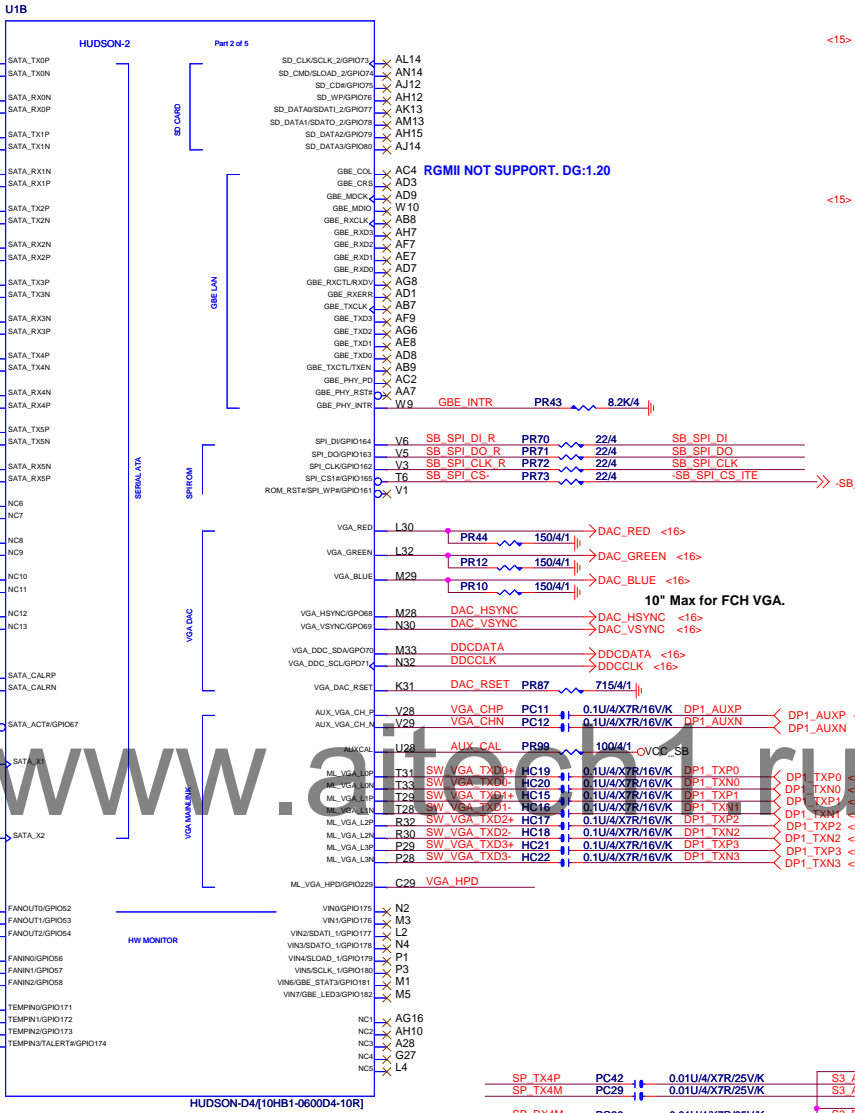 U1B
HUDSON-2
Part 2 of 5
<15>
SATA_TX0P
SATA_TX0N
SATA_RX0N
SATA_RX0P
SATA_TX1P
SATA_TX1N
SATA_RX1N
SATA_RX1P
SATA_TX2P
SATA_TX2N
SATA_RX2N
SATA_RX2P
SATA_TX3P
SATA_TX3N
SATA_RX3N
SATA_RX3P
SATA_TX4P
SATA_TX4N
SATA_RX4N
SATA_RX4P
SATA_TX5P
SATA_TX5N
SATA_RX5N
SATA_RX5P
NC6
NC7
NC8
NC9
NC10
NC11
NC12
NC13
SATA_CALRP
SATA_CALRN
SATA_ACT#/GPIO67
SATA_X1
SATA_X2
FANOUT0/GPIO52
FANOUT1/GPIO53
FANOUT2/GPIO54
FANIN0/GPIO56
FANIN1/GPIO57
FANIN2/GPIO58
TEMPIN0/GPIO171
TEMPIN1/GPIO172
TEMPIN2/GPIO173
TEMPIN3/TALERT#/GPIO174
SERIAL ATA
SD CARD
GBE LAN
SPI ROM
VGA DAC
VGA MAINLINK
HW MONITOR
SD_CLK/SCLK_2/GPIO73 AL14
SD_CMD/SLOAD_2/GPIO74 AN14
SD_CD#/GPIO75 AJ12
SD_WP/GPIO76 AH12
SD_DATA0/SDATI_2/GPIO77 AK13
SD_DATA1/SDATO_2/GPIO78 AM13
SD_DATA2/GPIO79 AH15
SD_DATA3/GPIO80 AJ14
GBE_COL AC4 RGMII NOT SUPPORT. DG:1.20
GBE_CRS AD3
GBE_MDCK AD9
GBE_MDIO W10
<15>
GBE_RXCLK AB8
GBE_RXD3 AH7
GBE_RXD2 AF7
GBE_RXD1 AE7
GBE_RXD0 AD7
GBE_RXCTL/RXDV AG8
GBE_RXERR AD1
GBE_TXCLK AB7
GBE_TXD3 AF9
GBE_TXD2 AG6
GBE_TXD1 AE8
GBE_TXD0 AD8
GBE_TXCTL/TXEN AB9
GBE_PHY_PD AC2
GBE_PHY_RST# AA7
GBE_PHY_INTR W9 GBE_INTR PR43 8.2K/4
SPI_DI/GPIO164 V6 SB_SPI_DI_R PR70 22/4 SB_SPI_DI
SPI_DO/GPIO163 V5 SB_SPI_DO_R PR71 22/4 SB_SPI_DO
SPI_CLK/GPIO162 V3 SB_SPI_CLK_R PR72 22/4 SB_SPI_CLK
SPI_CS1#/GPIO165 T6 SB_SPI_CS- PR73 22/4 -SB_SPI_CS_ITE -SB_
ROM_RST#/SPI_WP#/GPIO161 V1
VGA_RED L30 DAC_RED <16>
PR44 150/4/1
VGA_GREEN L32 DAC_GREEN <16>
PR12 150/4/1
VGA_BLUE M29 DAC_BLUE <16>
PR10 150/4/1
10" Max for FCH VGA.
VGA_HSYNC/GPO68 M28 DAC_HSYNC DAC_HSYNC <16>
VGA_VSYNC/GPO69 N30 DAC_VSYNC DAC_VSYNC <16>
VGA_DDC_SDA/GPO70 M33 DDCDATA DDCDATA <16>
VGA_DDC_SCL/GPO71 N32 DDCCLK DDCCLK <16>
VGA_DAC_RSET K31 DAC_RSET PR87 715/4/1
AUX_VGA_CH_P V28 VGA_CHP PC11 0.1U/4/X7R/16V/K DP1_AUXP DP1_AUXP
AUX_VGA_CH_N V29 VGA_CHN PC12 0.1U/4/X7R/16V/K DP1_AUXN DP1_AUXN
AUXCAL U28 AUX_CAL PR99 100/4/1 VCC_SB
www.aitech1.ru
ML_VGA_L0P T31 SW_VGA_TXD0+ HC19 0.1U/4/X7R/16V/K DP1_TXP0 DP1_TXP0
ML_VGA_L0N T33 SW_VGA_TXD0- HC20 0.1U/4/X7R/16V/K DP1_TXN0 DP1_TXN0
ML_VGA_L1P T29 SW_VGA_TXD1+ HC15 0.1U/4/X7R/16V/K DP1_TXP1 DP1_TXP1
ML_VGA_L1N T28 SW_VGA_TXD1- HC16 0.1U/4/X7R/16V/K DP1_TXN1 DP1_TXN1
ML_VGA_L2P R32 SW_VGA_TXD2+ HC17 0.1U/4/X7R/16V/K DP1_TXP2 DP1_TXP2
ML_VGA_L2N R30 SW_VGA_TXD2- HC18 0.1U/4/X7R/16V/K DP1_TXN2 DP1_TXN2
ML_VGA_L3P P29 SW_VGA_TXD3+ HC21 0.1U/4/X7R/16V/K DP1_TXP3 DP1_TXP3
ML_VGA_L3N P28 SW_VGA_TXD3- HC22 0.1U/4/X7R/16V/K DP1_TXN3 DP1_TXN3
ML_VGA_HPD/GPIO229 C29 VGA_HPD
VIN0/GPIO175 N2
VIN1/GPIO176 M3
VIN2/SDATI_1/GPIO177 L2
VIN3/SDATO_1/GPIO178 N4
VIN4/SLOAD_1/GPIO179 P1
VIN5/SCLK_1/GPIO180 P3
VIN6/GBE_STAT3/GPIO181 M1
VIN7/GBE_LED3/GPIO182 M5
NC1 AG16
NC2 AH10
NC3 A28
NC4 G27
NC5 L4
HUDSON-D4/[10HB1-0600D4-10R]
SP_TX4P PC42 0.01U/4/X7R/25V/K S3_
SP_TX4M PC29 0.01U/4/X7R/25V/K S3_